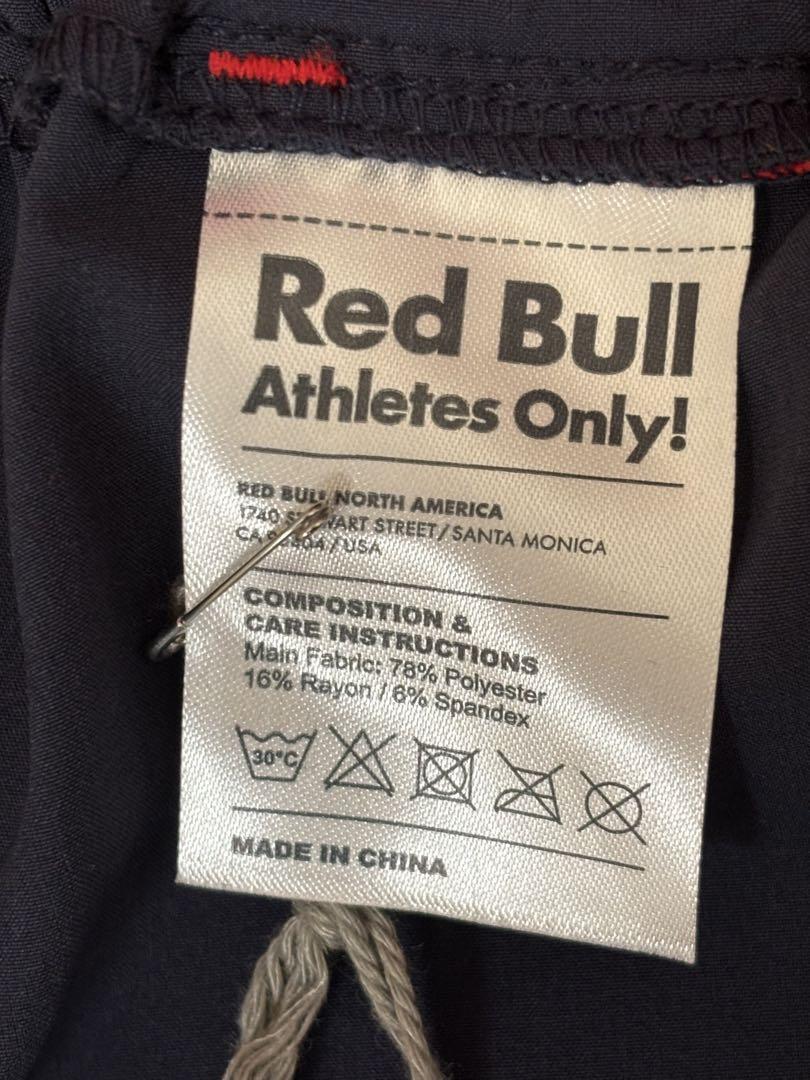 Red Bull
Athletes Only!
RED BULL NORTH AMERICA
1740 STREET/SANTA MONICA
CA / USA
COMPOSITION &
CARE INSTRUCTIONS
Main Fabric: 78% Polyester
16% Rayon / 6% Spandex
30°C
MADE IN CHINA